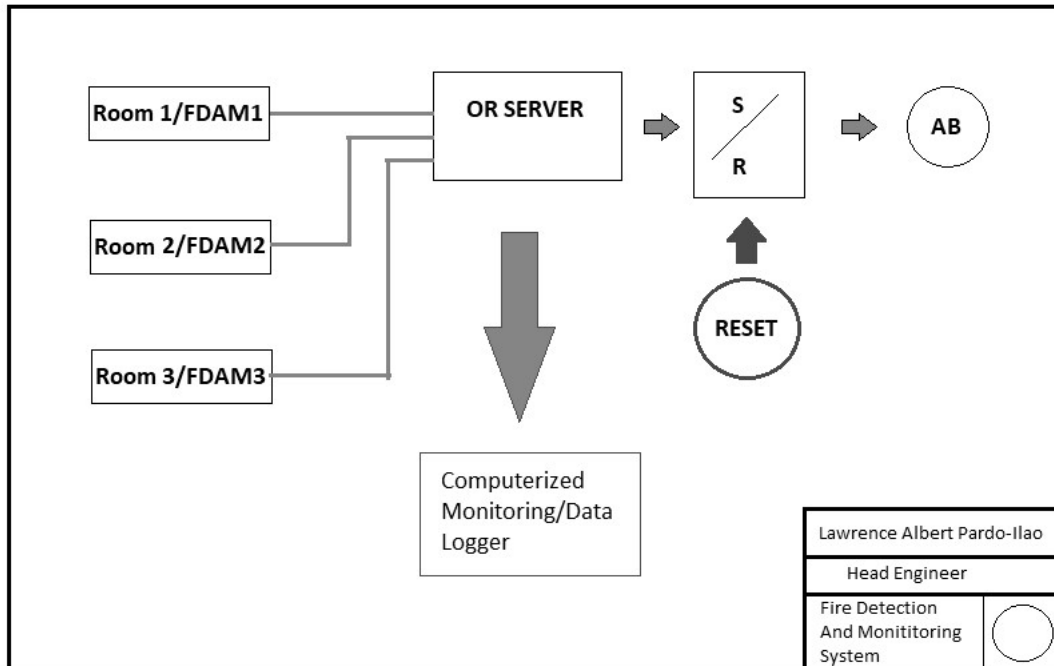 Room 1/FDAM1
OR SERVER
S
R
AB
Room 2/FDAM2
RESET
Room 3/FDAM3
Computerized
Monitoring/Data
Logger
Lawrence Albert Pardo-Ilao
Head Engineer
Fire Detection
And Monititoring
System